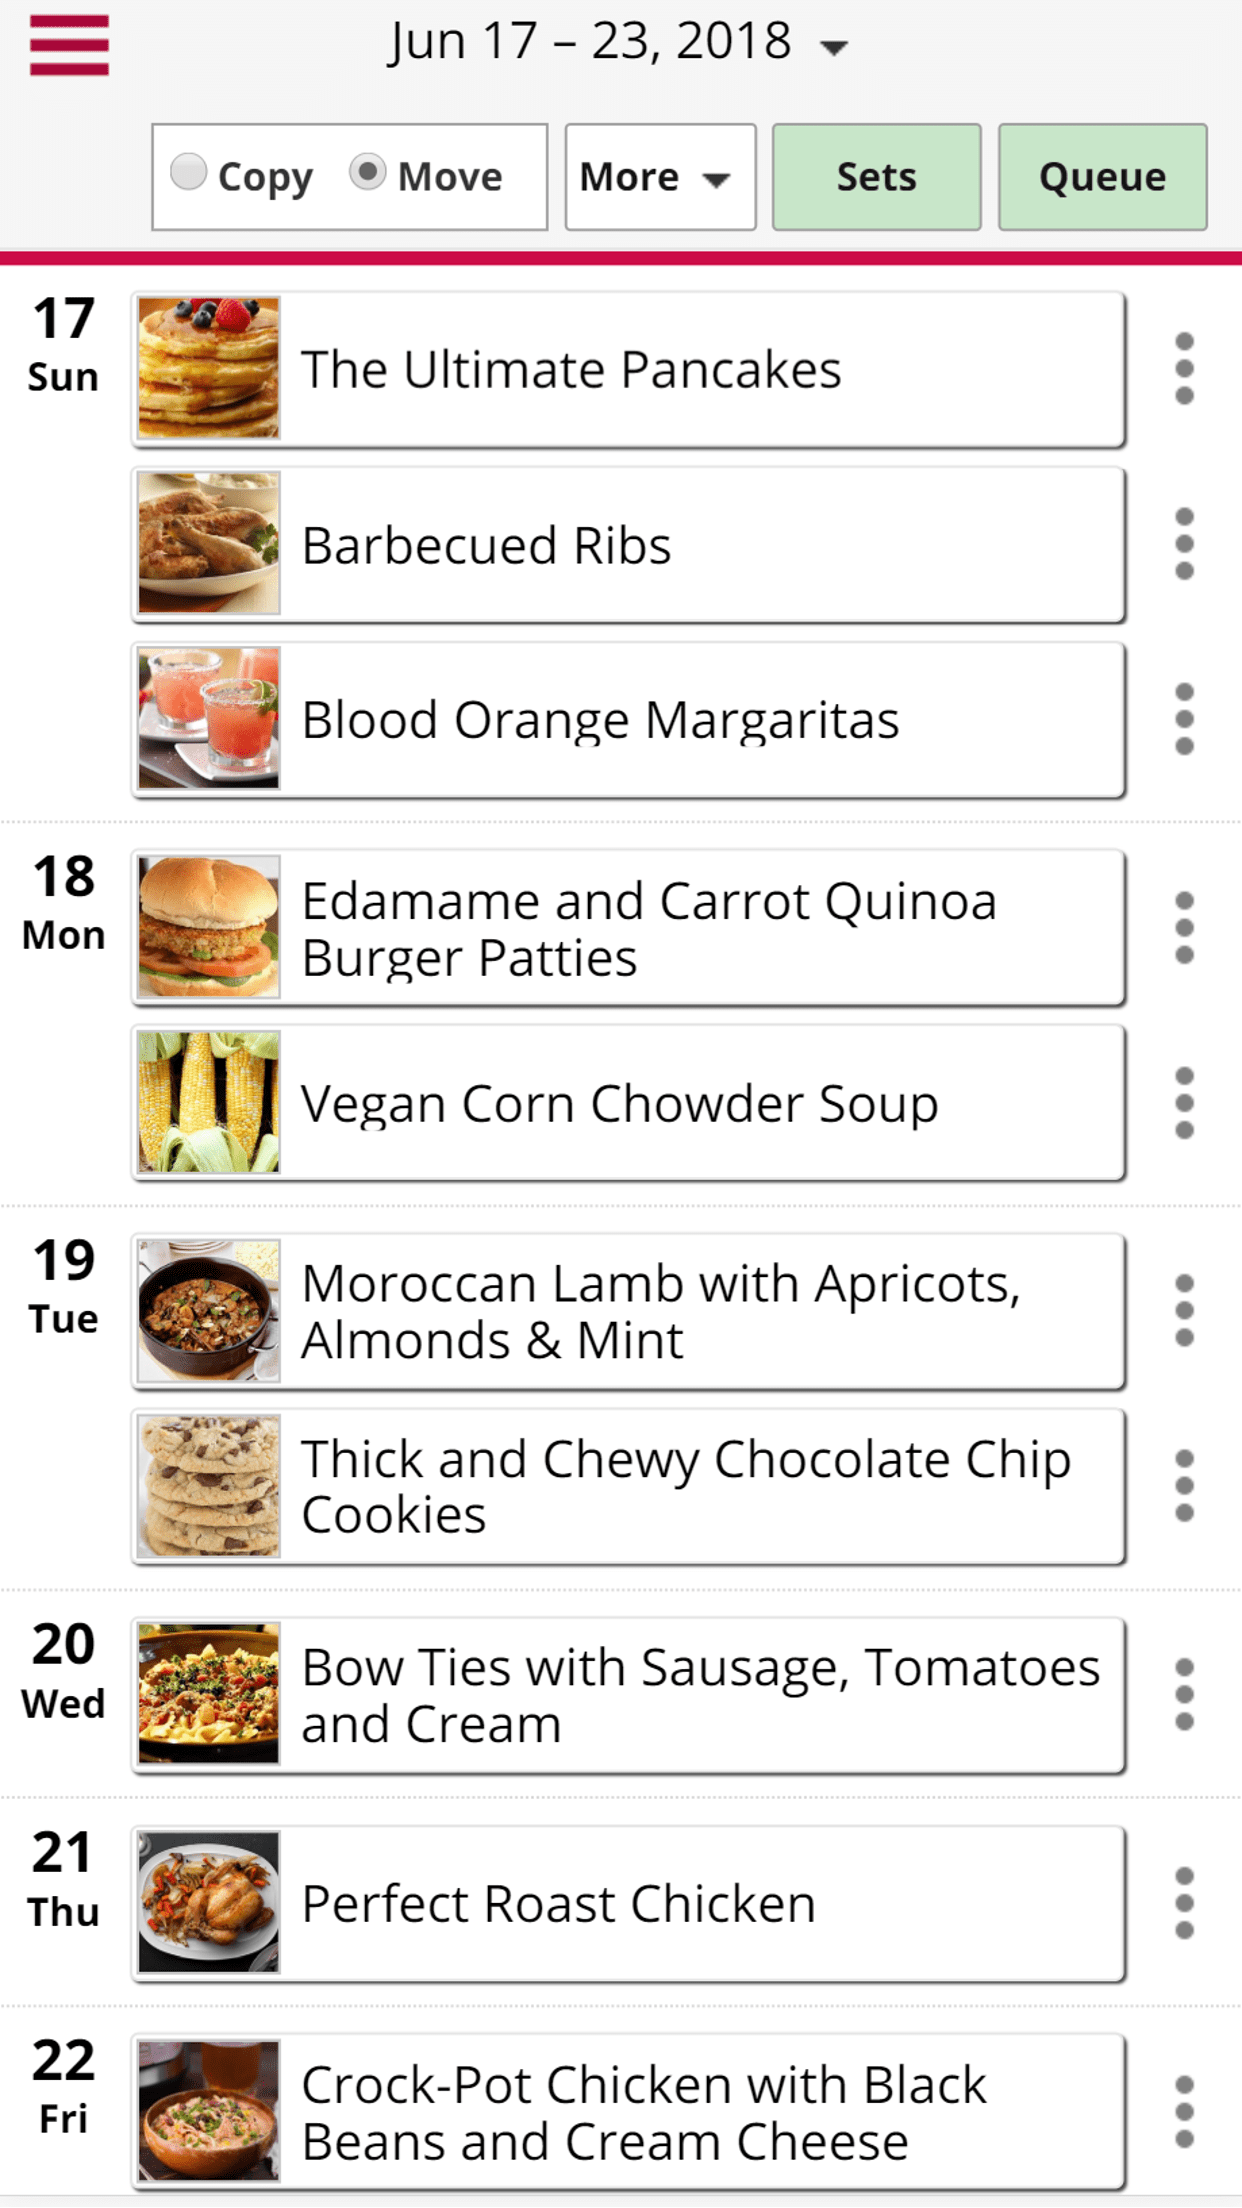 Jun 17 – 23, 2018
Copy Move More Sets Queue
17
Sun
The Ultimate Pancakes
Barbecued Ribs
Blood Orange Margaritas
18
Mon
Edamame and Carrot Quinoa
Burger Patties
Vegan Corn Chowder Soup
19
Tue
Moroccan Lamb with Apricots,
Almonds & Mint
Thick and Chewy Chocolate Chip
Cookies
20
Wed
Bow Ties with Sausage, Tomatoes
and Cream
21
Thu
Perfect Roast Chicken
22
Fri
Crock-Pot Chicken with Black
Beans and Cream Cheese